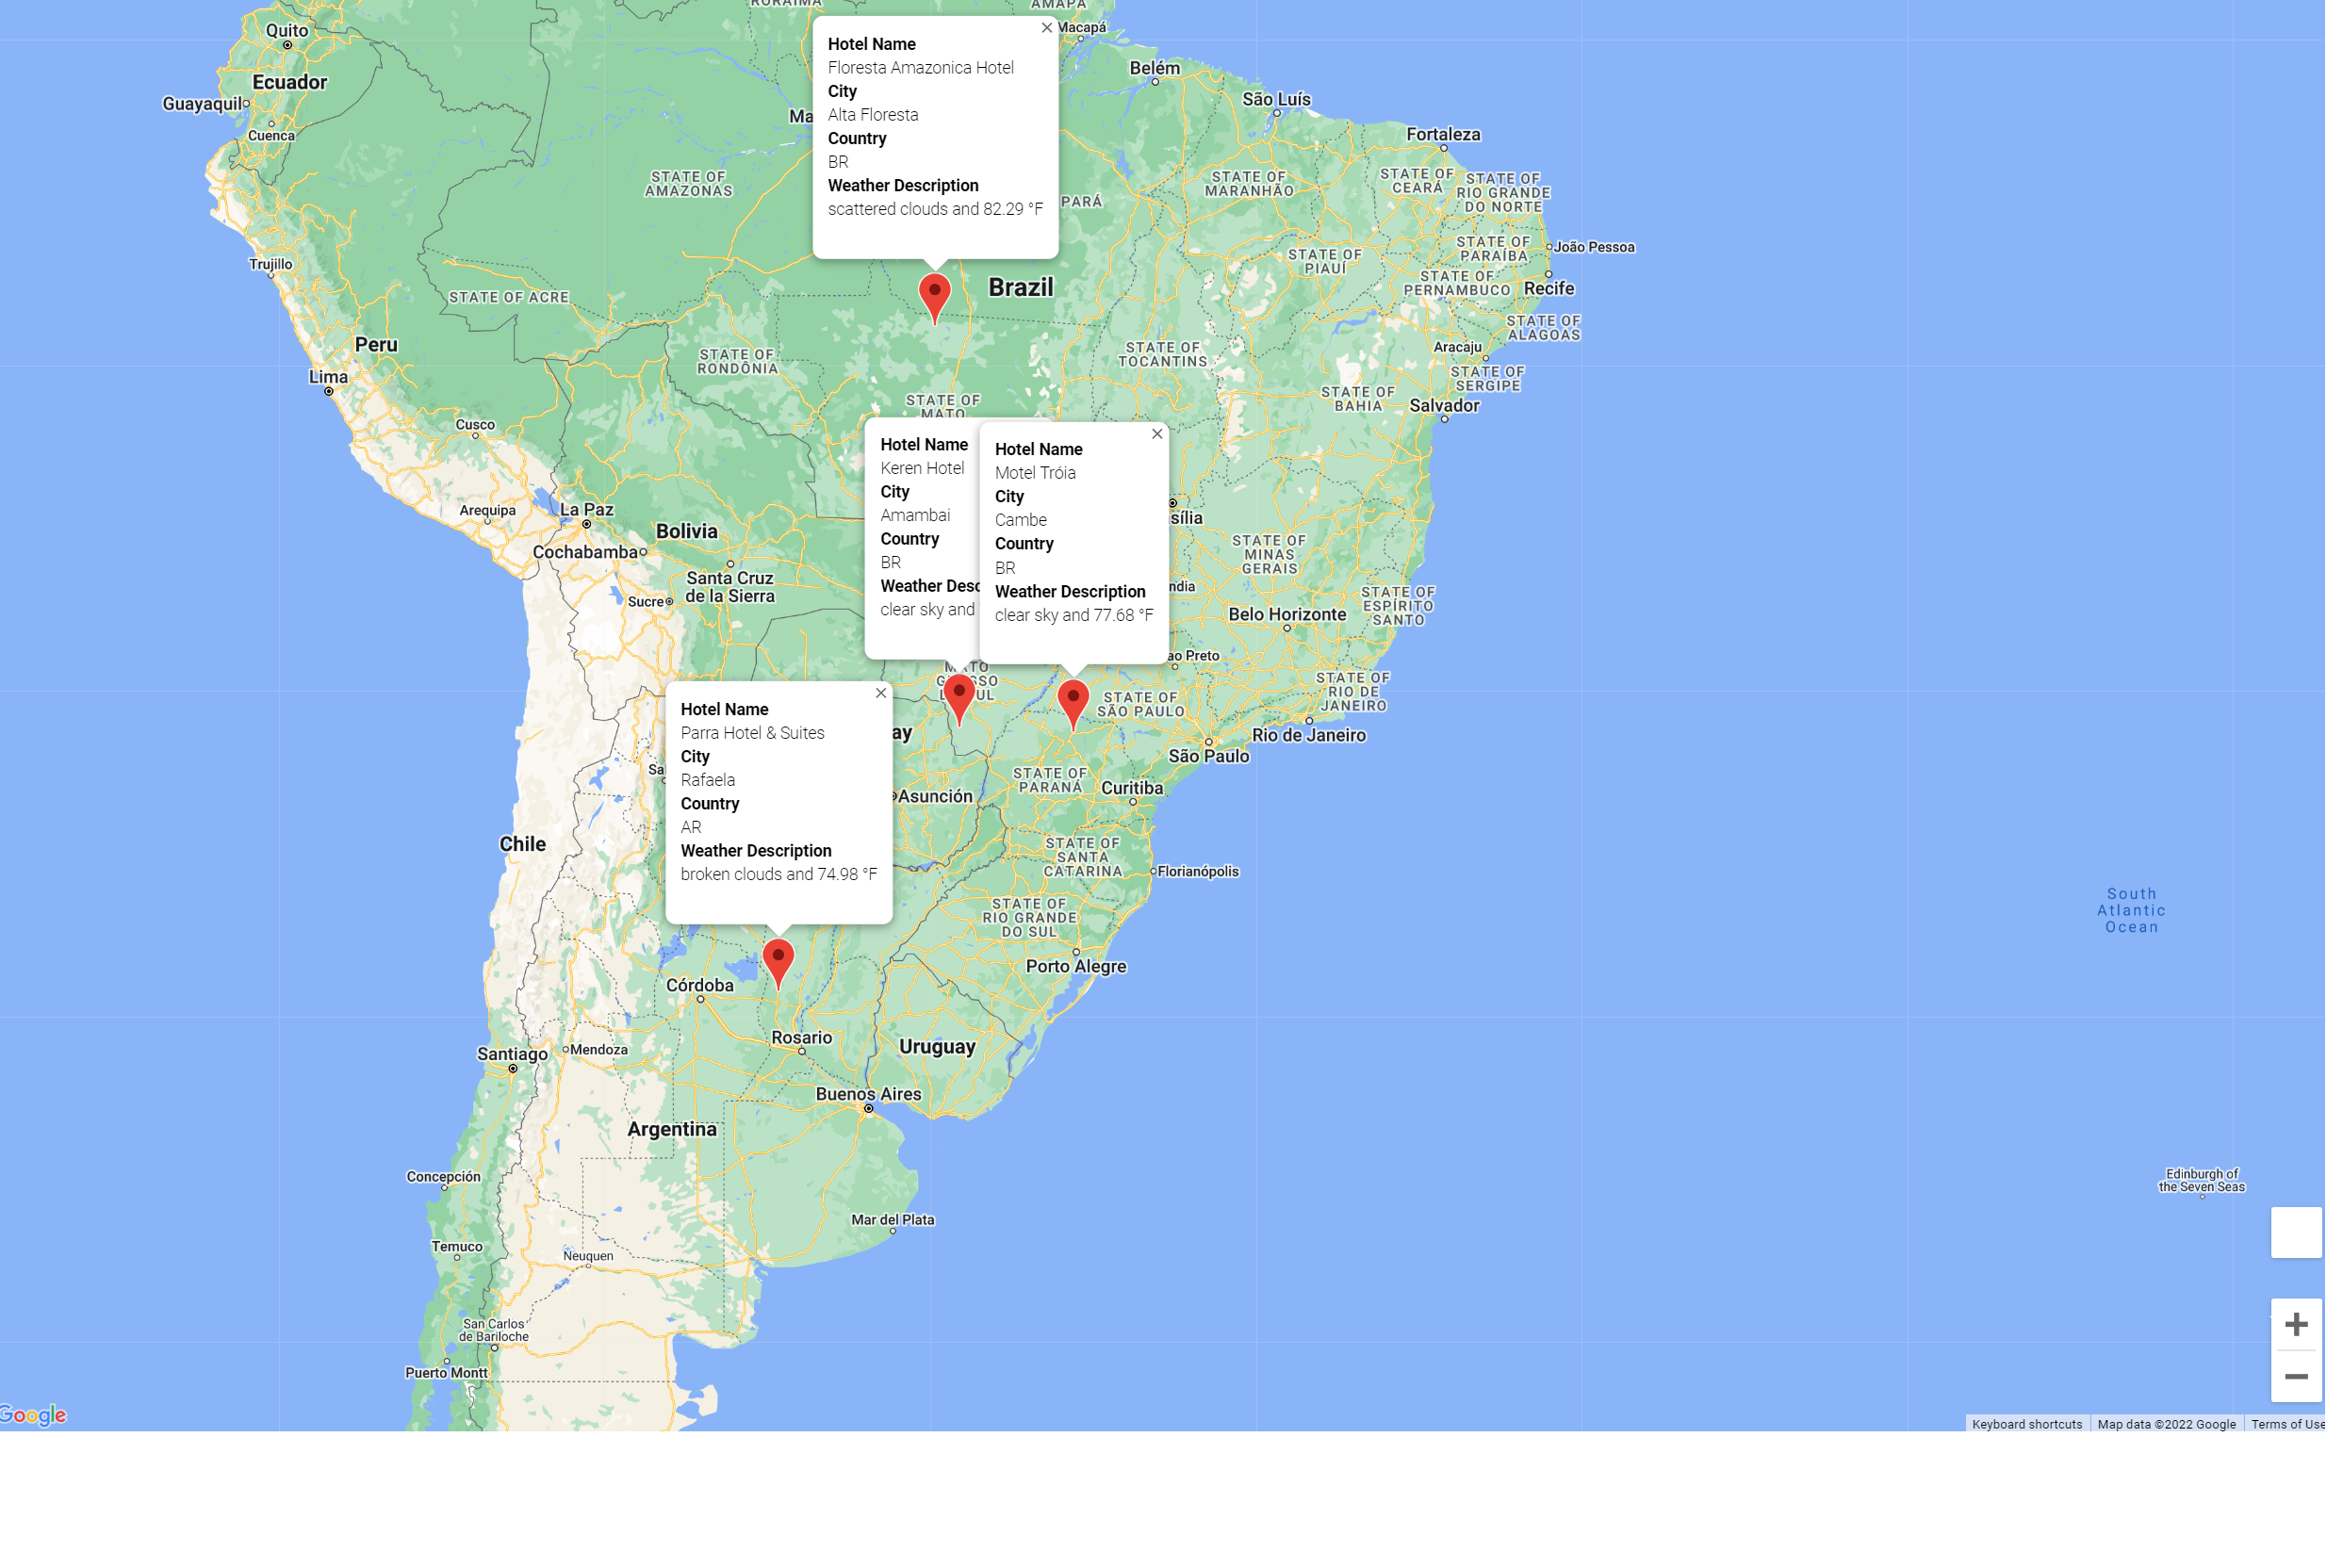 RORAIMA
AMAPÁ
Quito
Macapá
Ecuador
Belém
Guayaquil
São Luís
Cuenca
Fortaleza
Hotel Name
Floresta Amazonica Hotel
City
Alta Floresta
Country
BR
Weather Description
scattered clouds and 82.29 °F
STATE OF
AMAZONAS
PARÁ
STATE OF
MARANHÃO
STATE OF
CEARÁ
STATE OF
RIO GRANDE
DO NORTE
João Pessoa
STATE OF
PARAÍBA
STATE OF
PIAUÍ
Trujillo
STATE OF
PERNAMBUCO
Recife
STATE OF ACRE
Brazil
STATE OF
ALAGOAS
Peru
Aracaju
STATE OF
RONDÔNIA
STATE OF
TOCANTINS
Lima
STATE OF
SERGIPE
STATE OF
BAHIA
Salvador
STATE OF
MATO
Cusco
Hotel Name
Keren Hotel
City
Amambai
Country
BR
Weather Desc
clear sky and
Hotel Name
Motel Tróia
City
Cambe
Country
BR
Weather Description
clear sky and 77.68 °F
Arequipa
La Paz
Bolivia
sília
Cochabamba
STATE OF
MINAS
GERAIS
Santa Cruz
de la Sierra
Sucre
ndia
STATE OF
ESPÍRITO
SANTO
Belo Horizonte
ao Preto
STATE OF
SÃO PAULO
STATE OF
RIO DE
JANEIRO
Rio de Janeiro
São Paulo
Hotel Name
Parra Hotel & Suites
City
Rafaela
Country
AR
Weather Description
broken clouds and 74.98 °F
ay
Sa
STATE OF
PARANÁ
Curitiba
Asunción
Chile
STATE OF
SANTA
CATARINA
Florianópolis
South
Atlantic
Ocean
STATE OF
RIO GRANDE
DO SUL
Porto Alegre
Córdoba
Rosario
Uruguay
Santiago
Mendoza
Buenos Aires
Argentina
Concepción
Edinburgh of
the Seven Seas
Mar del Plata
Temuco
Neuquen
San Carlos
de Bariloche
Puerto Montt
Google
Keyboard shortcuts
Map data ©2022 Google
Terms of Use